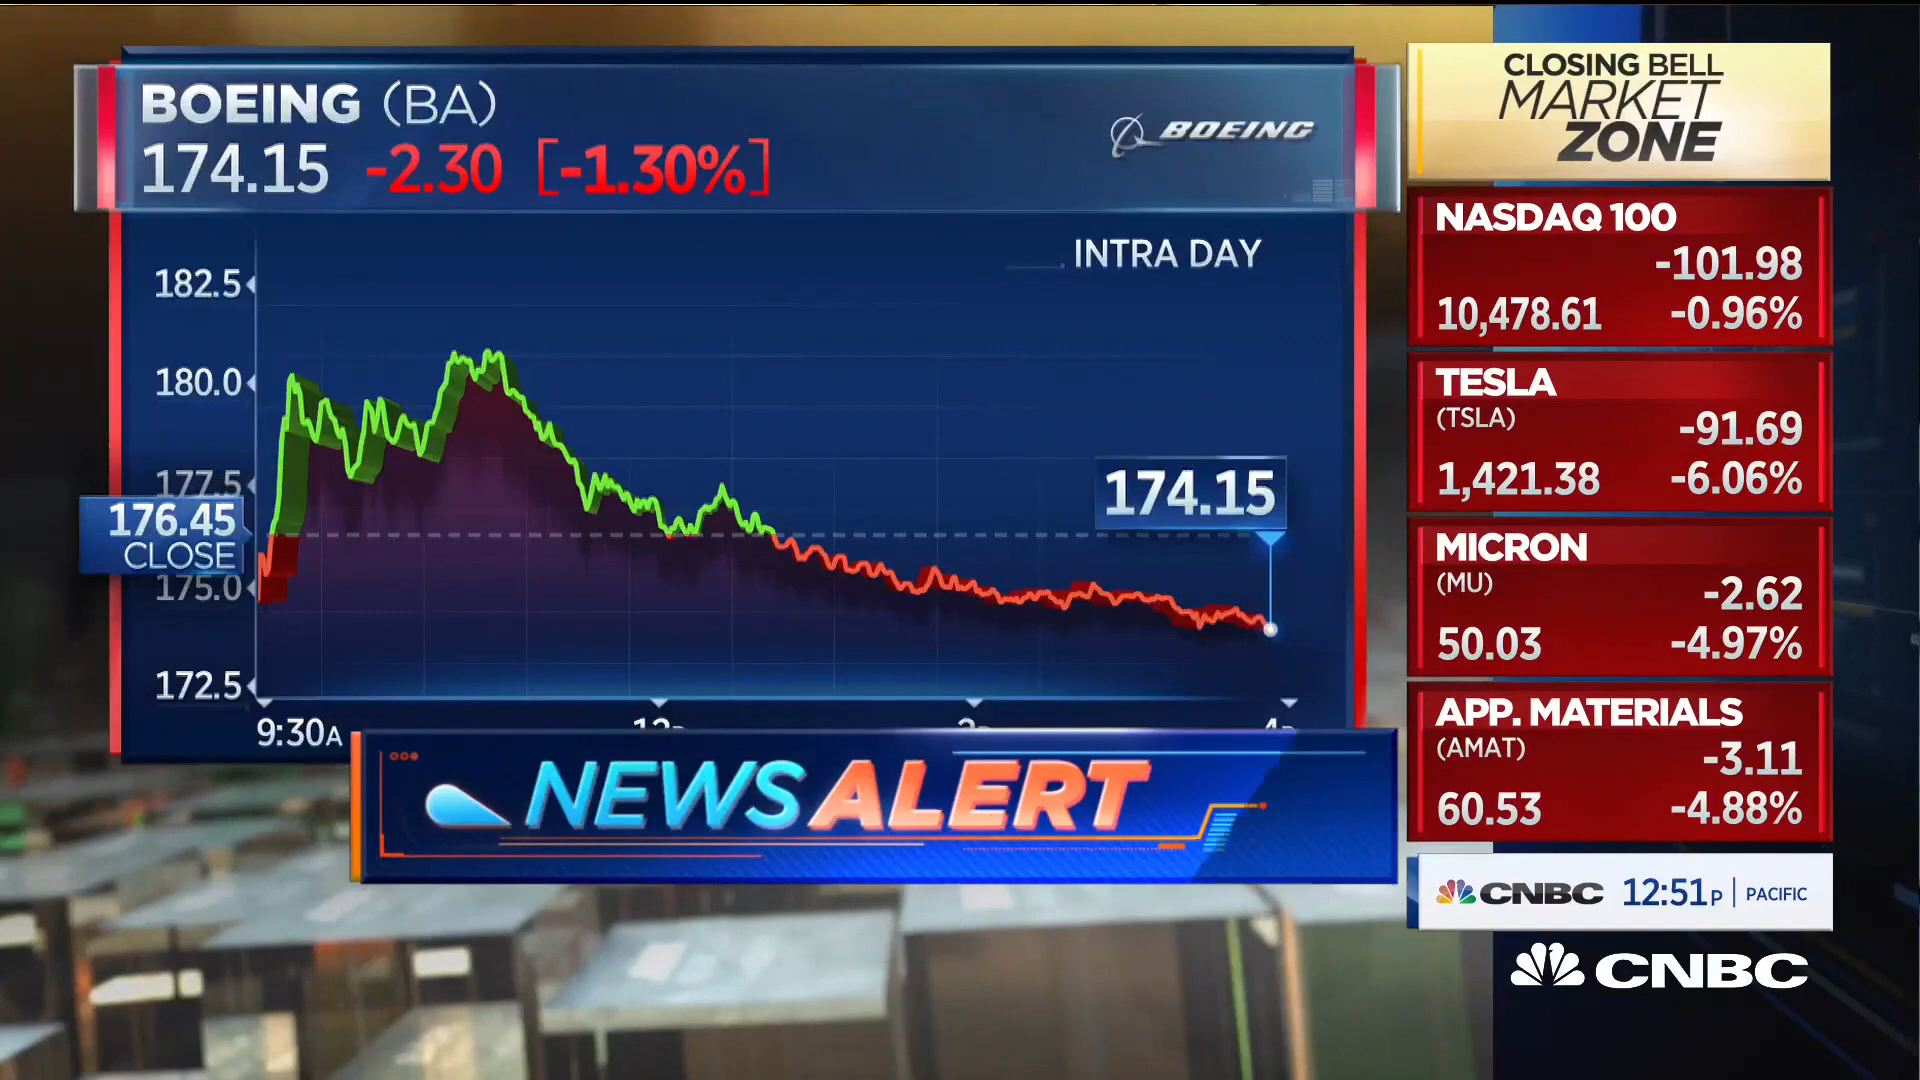 BOEING (BA)
174.15 -2.30 [-1.30%]
BOEING
INTRA DAY
182.5
180.0
177.5
176.45
CLOSE
175.0
172.5
174.15
9:30A
NEWS ALERT
CLOSING BELL
MARKET
ZONE
NASDAQ 100
-101.98
10,478.61 -0.96%
TESLA
(TSLA)
-91.69
1,421.38 -6.06%
MICRON
(MU)
-2.62
50.03 -4.97%
APP. MATERIALS
(AMAT)
-3.11
60.53 -4.88%
CNBC 12:51P | PACIFIC
CNBC